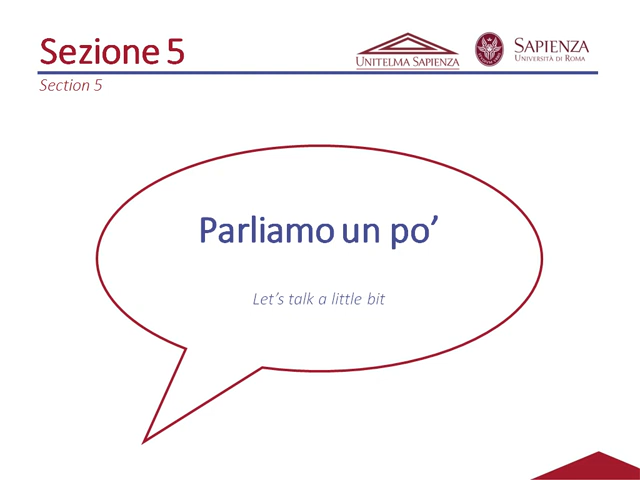 Sezione 5
Section 5
UNITELMA SAPIENZA
SAPIENZA
UNIVERSITÀ DI ROMA
Parliamo un po’
Let’s talk a little bit